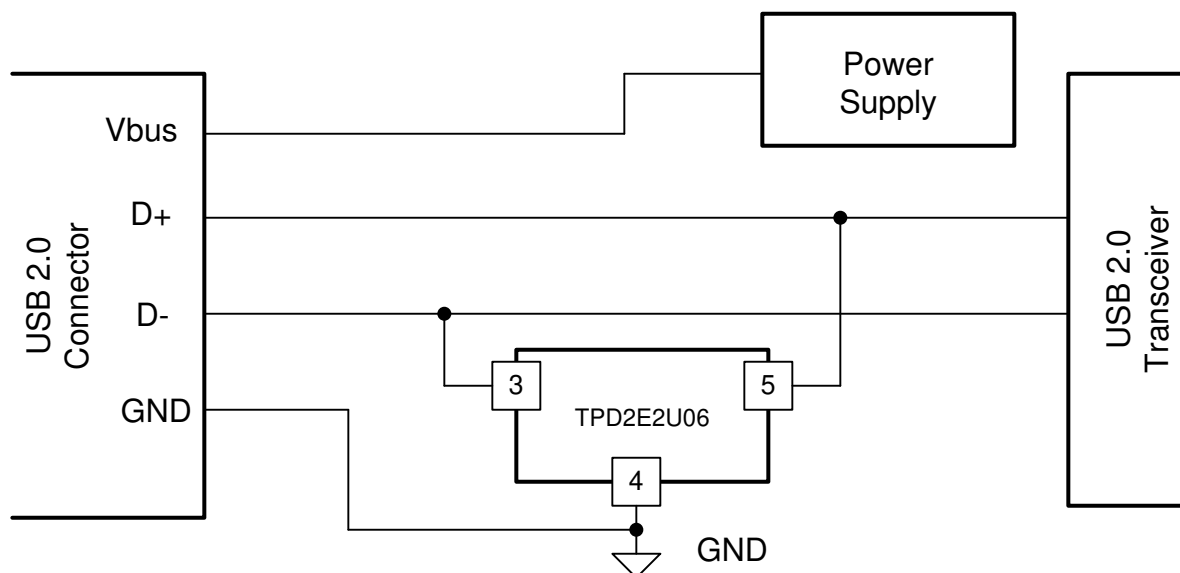 Power
Supply
Vbus
D+
D-
GND
USB 2.0
Connector
USB 2.0
Transceiver
3
5
TPD2E2U06
4
GND